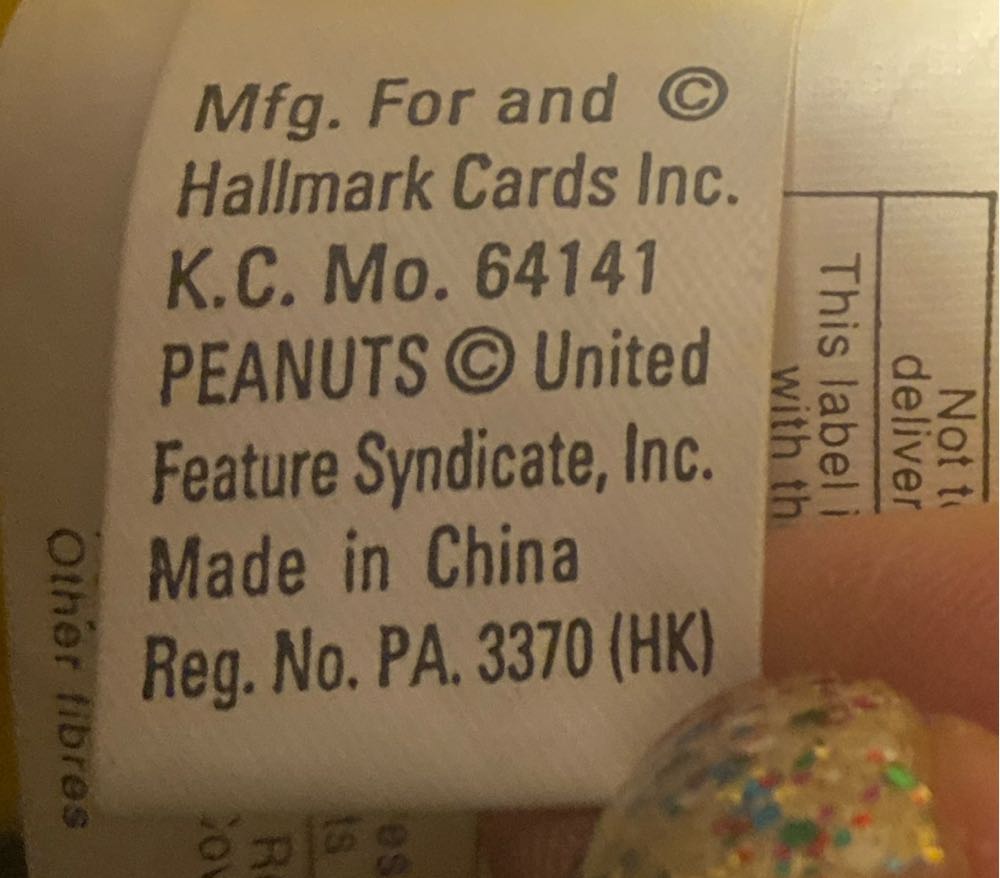 Mfg. For and ©
Hallmark Cards Inc.
K.C. Mo. 64141
PEANUTS © United
Feature Syndicate, Inc.
Made in China
Reg. No. PA. 3370 (HK)
Not
deliver
This label
with
Other fibres